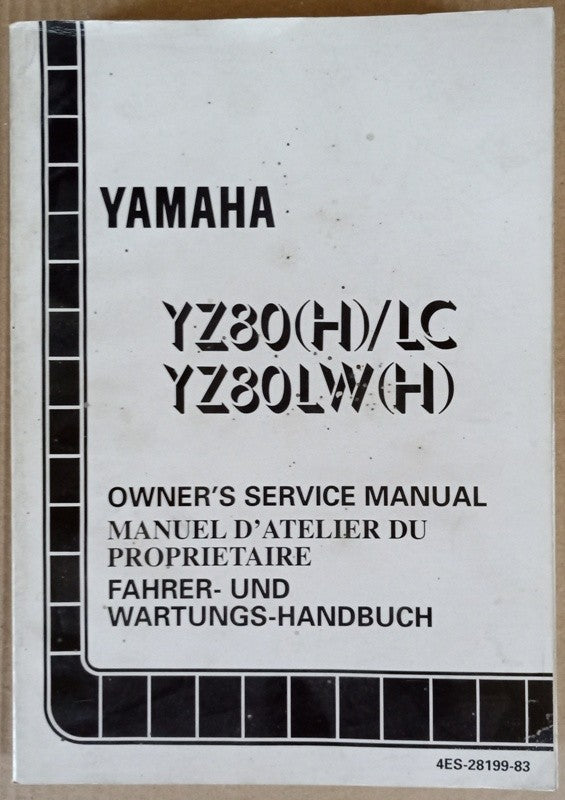 YAMAHA
YZ80(H)/LC
YZ80LW(H)
OWNER'S SERVICE MANUAL
MANUEL D'ATELIER DU
PROPRIETAIRE
FAHRER- UND
WARTUNGS-HANDBUCH
4ES-28199-83